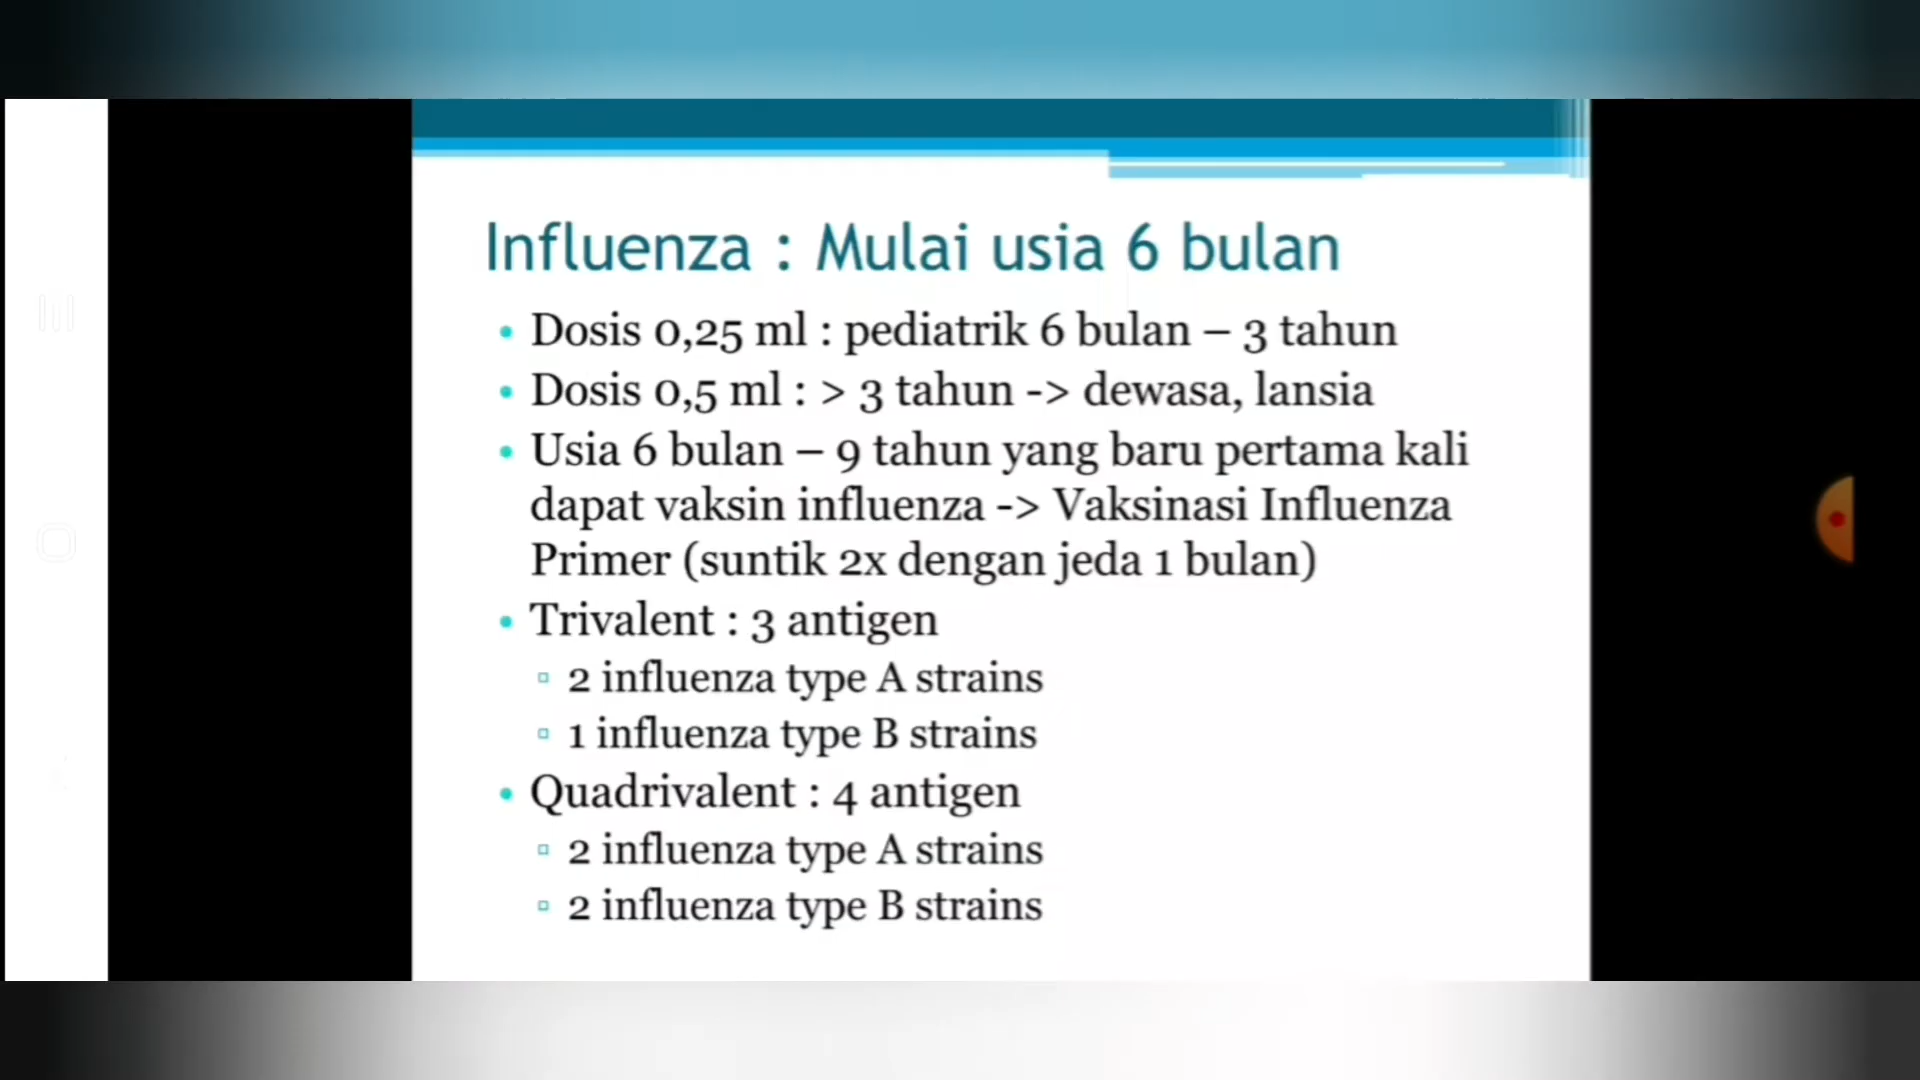 Influenza : Mulai usia 6 bulan
• Dosis 0,25 ml : pediatrik 6 bulan – 3 tahun
• Dosis 0,5 ml : > 3 tahun -> dewasa, lansia
• Usia 6 bulan – 9 tahun yang baru pertama kali
dapat vaksin influenza -> Vaksinasi Influenza
Primer (suntik 2x dengan jeda 1 bulan)
• Trivalent : 3 antigen
▫ 2 influenza type A strains
▫ 1 influenza type B strains
• Quadrivalent : 4 antigen
▫ 2 influenza type A strains
▫ 2 influenza type B strains